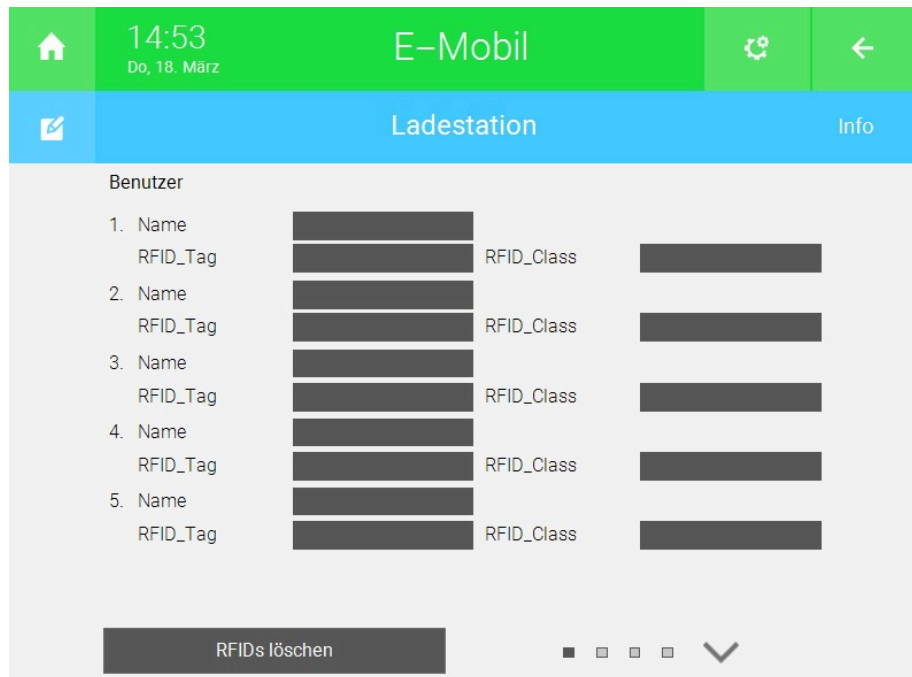 14:53
Do, 18. März
E–Mobil
Ladestation
Info
Benutzer
1. Name
RFID_Tag RFID_Class
2. Name
RFID_Tag RFID_Class
3. Name
RFID_Tag RFID_Class
4. Name
RFID_Tag RFID_Class
5. Name
RFID_Tag RFID_Class
RFIDs löschen